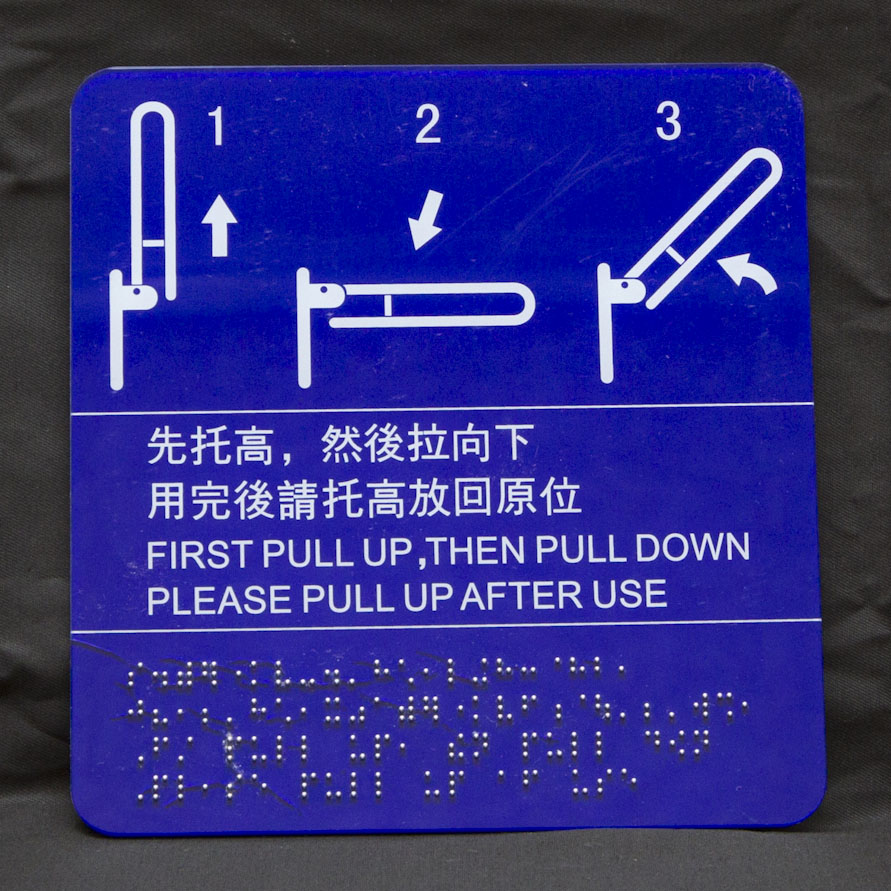 1 2 3
先托高，然後拉向下
用完後請托高放回原位
FIRST PULL UP,THEN PULL DOWN
PLEASE PULL UP AFTER USE